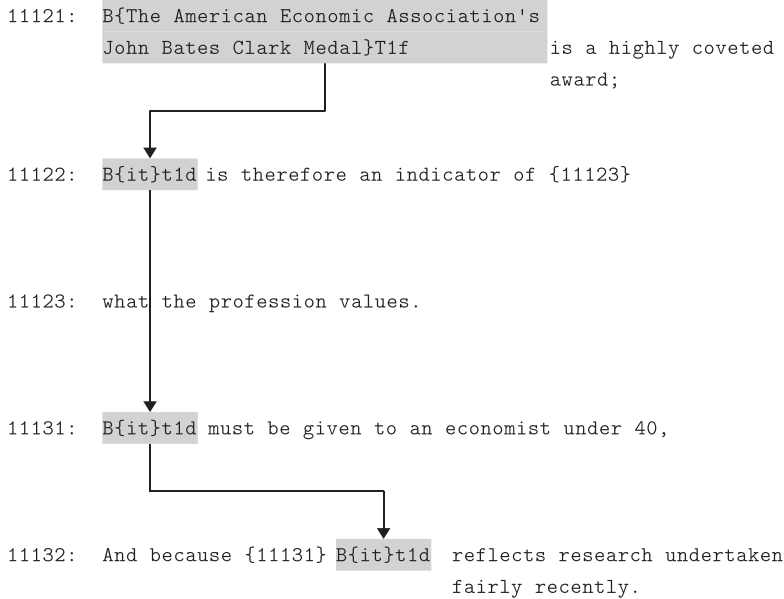 11121: B{The American Economic Association's
John Bates Clark Medal}T1f is a highly coveted
award;
11122: B{it}t1d is therefore an indicator of {11123}
11123: what the profession values.
11131: B{it}t1d must be given to an economist under 40,
11132: And because {11131} B{it}t1d reflects research undertaken
fairly recently.